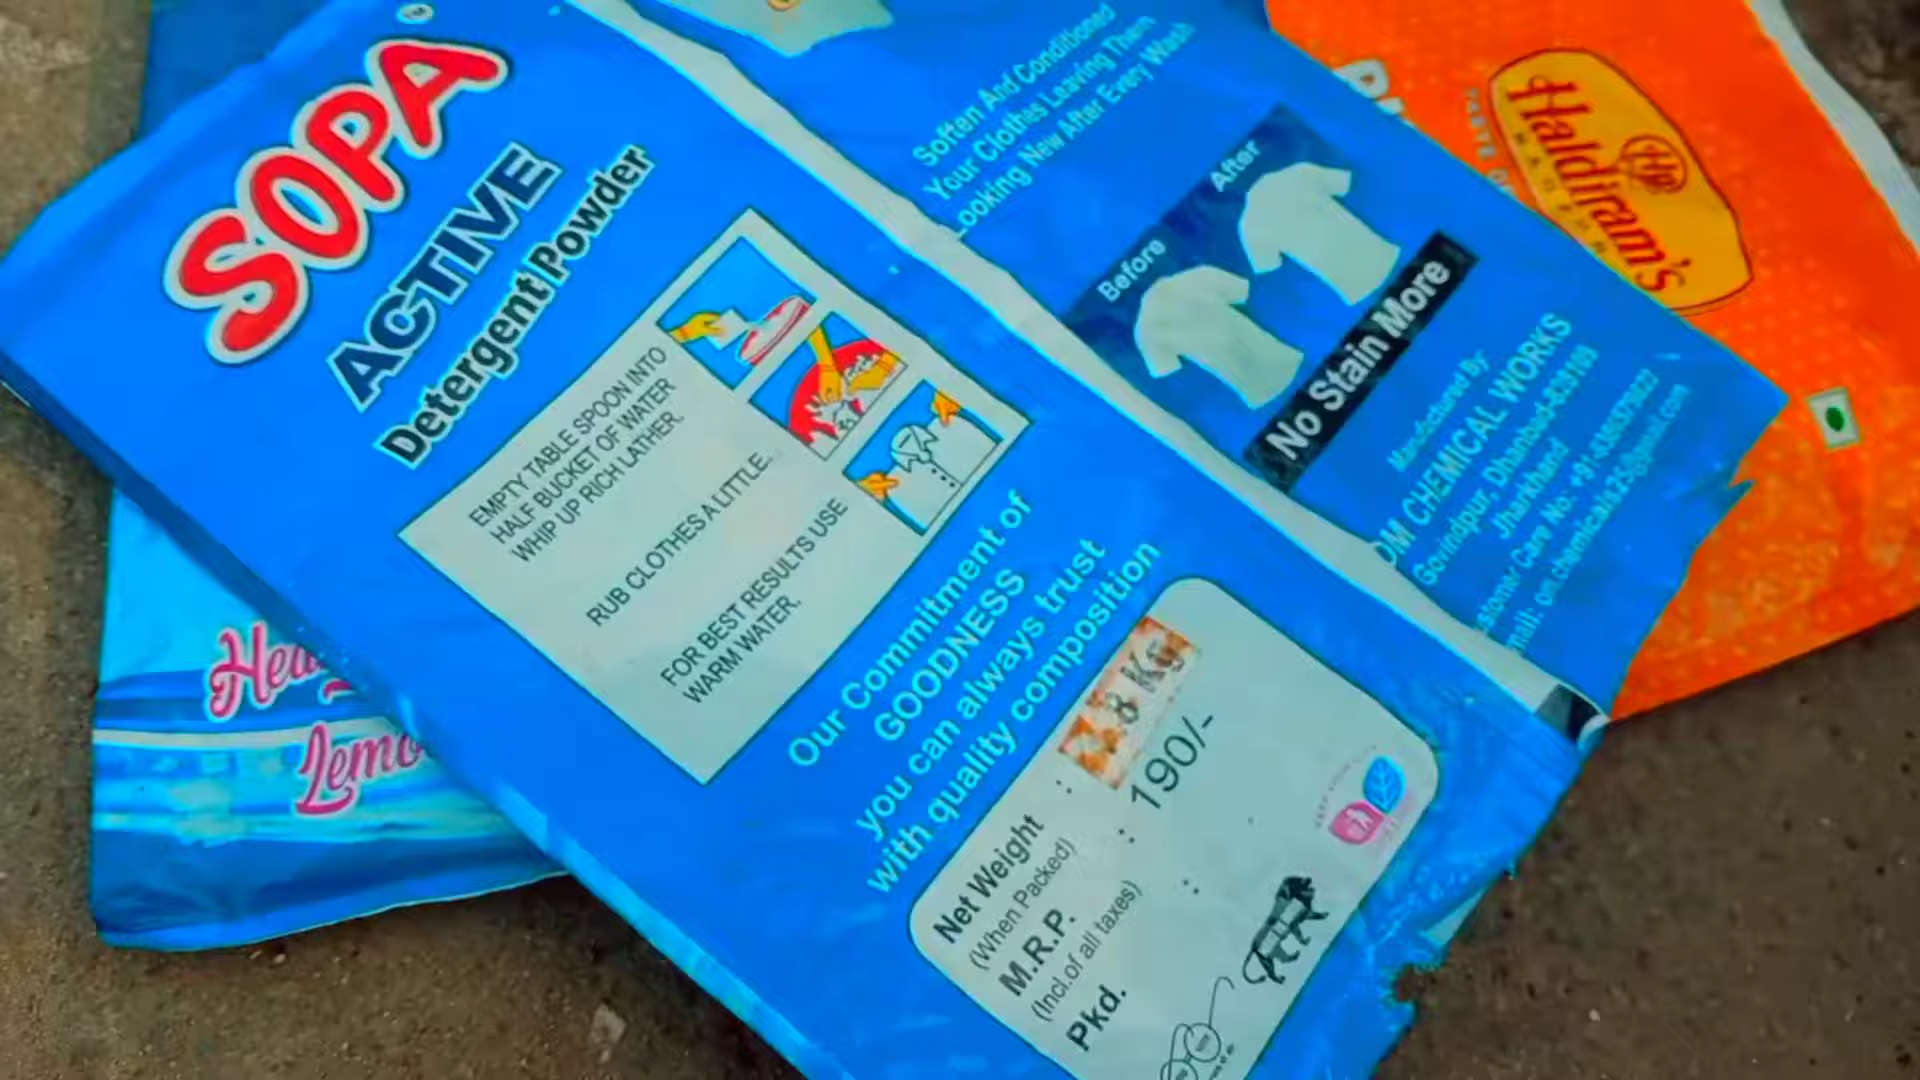 SOPA
ACTIVE
Detergent Powder
EMPTY TABLE SPOON INTO
HALF BUCKET OF WATER
WHIP UP RICH LATHER.
RUB CLOTHES A LITTLE.
FOR BEST RESULTS USE
WARM WATER.
Our Commitment of
GOODNESS
you can always trust
with quality composition
Net Weight :
(When Packed)
M.R.P. : 190/-
(Incl.of all taxes)
Pkd. :
Soften And Conditioned
Your Clothes Leaving Them
Looking New After Every Wash
Before
After
No Stain More
Manufactured By
OM CHEMICAL WORKS
Govindpur, Dhanbad
Jharkhand
Care No:
Haldiram's
NAGPUR